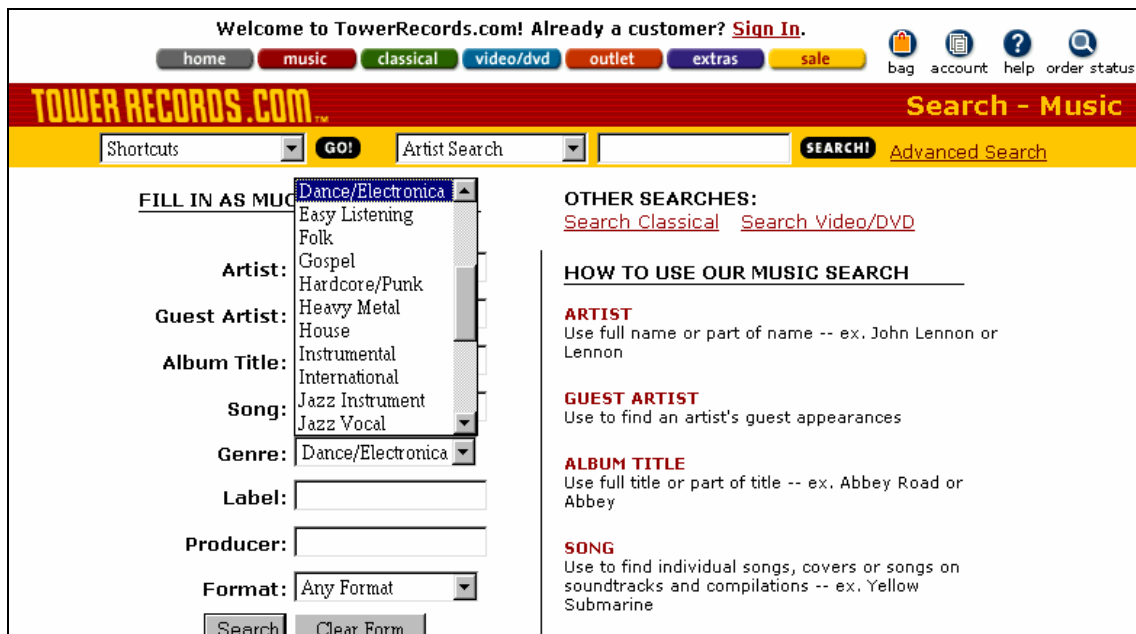 Welcome to TowerRecords.com! Already a customer? Sign In.
home music classical video/dvd outlet extras sale
bag account help order status
TOWER RECORDS.COM™
Search - Music
Shortcuts GO! Artist Search SEARCH! Advanced Search
FILL IN AS
Dance/Electronica
Easy Listening
Folk
Gospel
Hardcore/Punk
Heavy Metal
House
Instrumental
International
Jazz Instrument
Jazz Vocal
Artist:
Guest Artist:
Album Title:
Song:
Genre: Dance/Electronica
Label:
Producer:
Format: Any Format
Search Clear Form
OTHER SEARCHES:
Search Classical Search Video/DVD
HOW TO USE OUR MUSIC SEARCH
ARTIST
Use full name or part of name -- ex. John Lennon or
Lennon
GUEST ARTIST
Use to find an artist's guest appearances
ALBUM TITLE
Use full title or part of title -- ex. Abbey Road or
Abbey
SONG
Use to find individual songs, covers or songs on
soundtracks and compilations -- ex. Yellow
Submarine